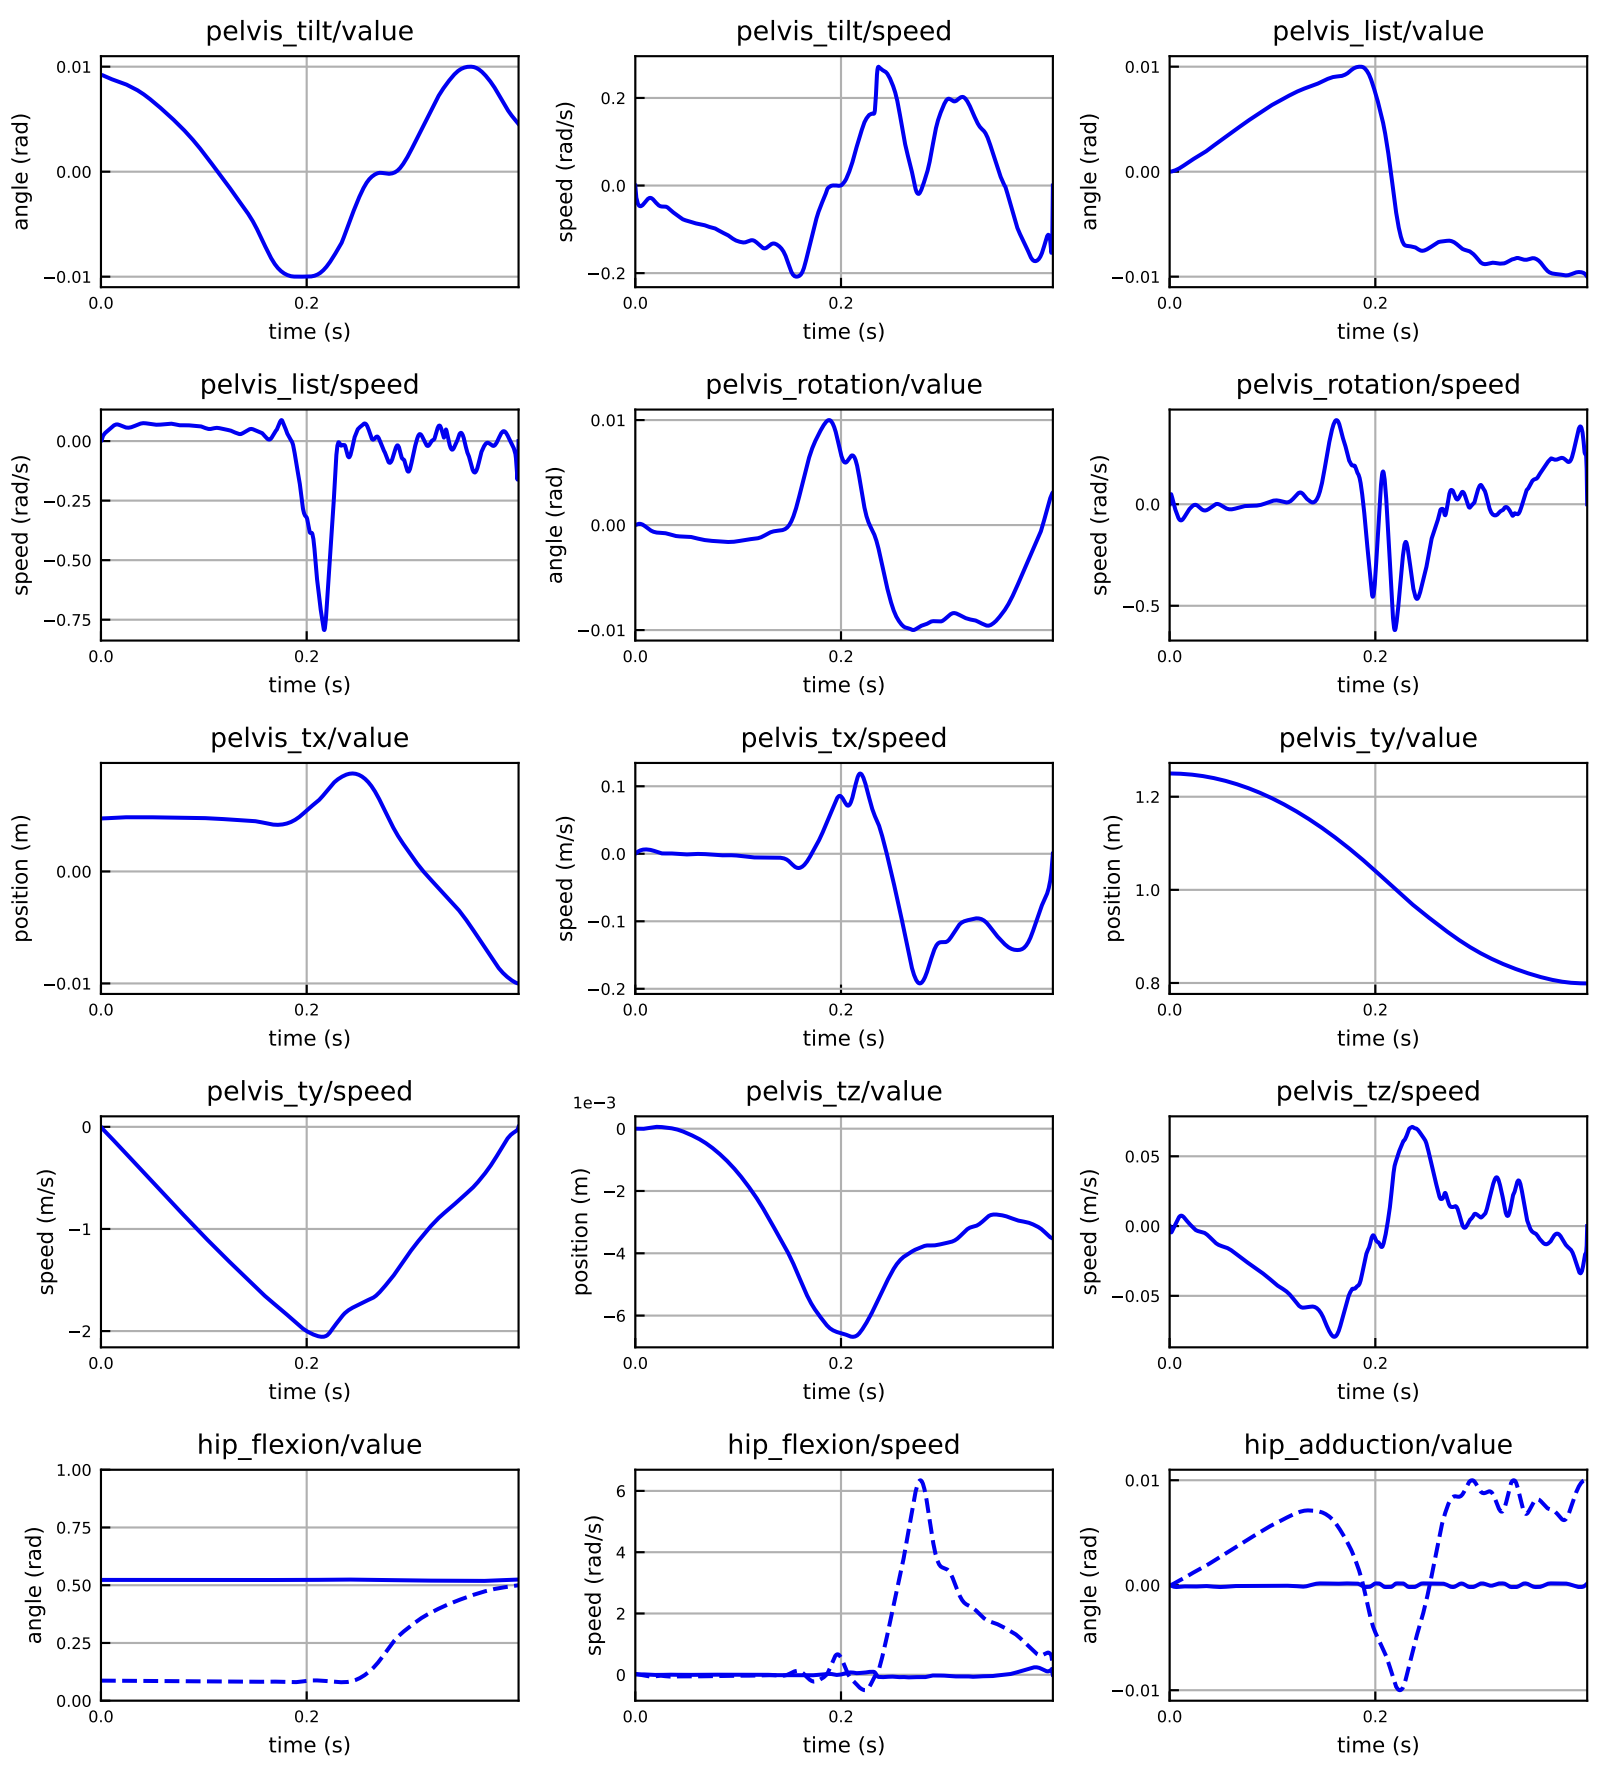 pelvis_tilt/value
angle (rad)
0.01
0.00
−0.01
0.0
0.2
time (s)
pelvis_tilt/speed
speed (rad/s)
0.2
0.0
−0.2
0.0
0.2
time (s)
pelvis_list/value
angle (rad)
0.01
0.00
−0.01
0.0
0.2
time (s)
pelvis_list/speed
speed (rad/s)
0.00
−0.25
−0.50
−0.75
0.0
0.2
time (s)
pelvis_rotation/value
angle (rad)
0.01
0.00
−0.01
0.0
0.2
time (s)
pelvis_rotation/speed
speed (rad/s)
0.0
−0.5
0.0
0.2
time (s)
pelvis_tx/value
position (m)
0.00
−0.01
0.0
0.2
time (s)
pelvis_tx/speed
speed (m/s)
0.1
0.0
−0.1
−0.2
0.0
0.2
time (s)
pelvis_ty/value
position (m)
1.2
1.0
0.8
0.0
0.2
time (s)
pelvis_ty/speed
speed (m/s)
0
−1
−2
0.0
0.2
time (s)
pelvis_tz/value
1e−3
position (m)
0
−2
−4
−6
0.0
0.2
time (s)
pelvis_tz/speed
speed (m/s)
0.05
0.00
−0.05
0.0
0.2
time (s)
hip_flexion/value
angle (rad)
1.00
0.75
0.50
0.25
0.00
0.0
0.2
time (s)
hip_flexion/speed
speed (rad/s)
6
4
2
0
0.0
0.2
time (s)
hip_adduction/value
angle (rad)
0.01
0.00
−0.01
0.0
0.2
time (s)